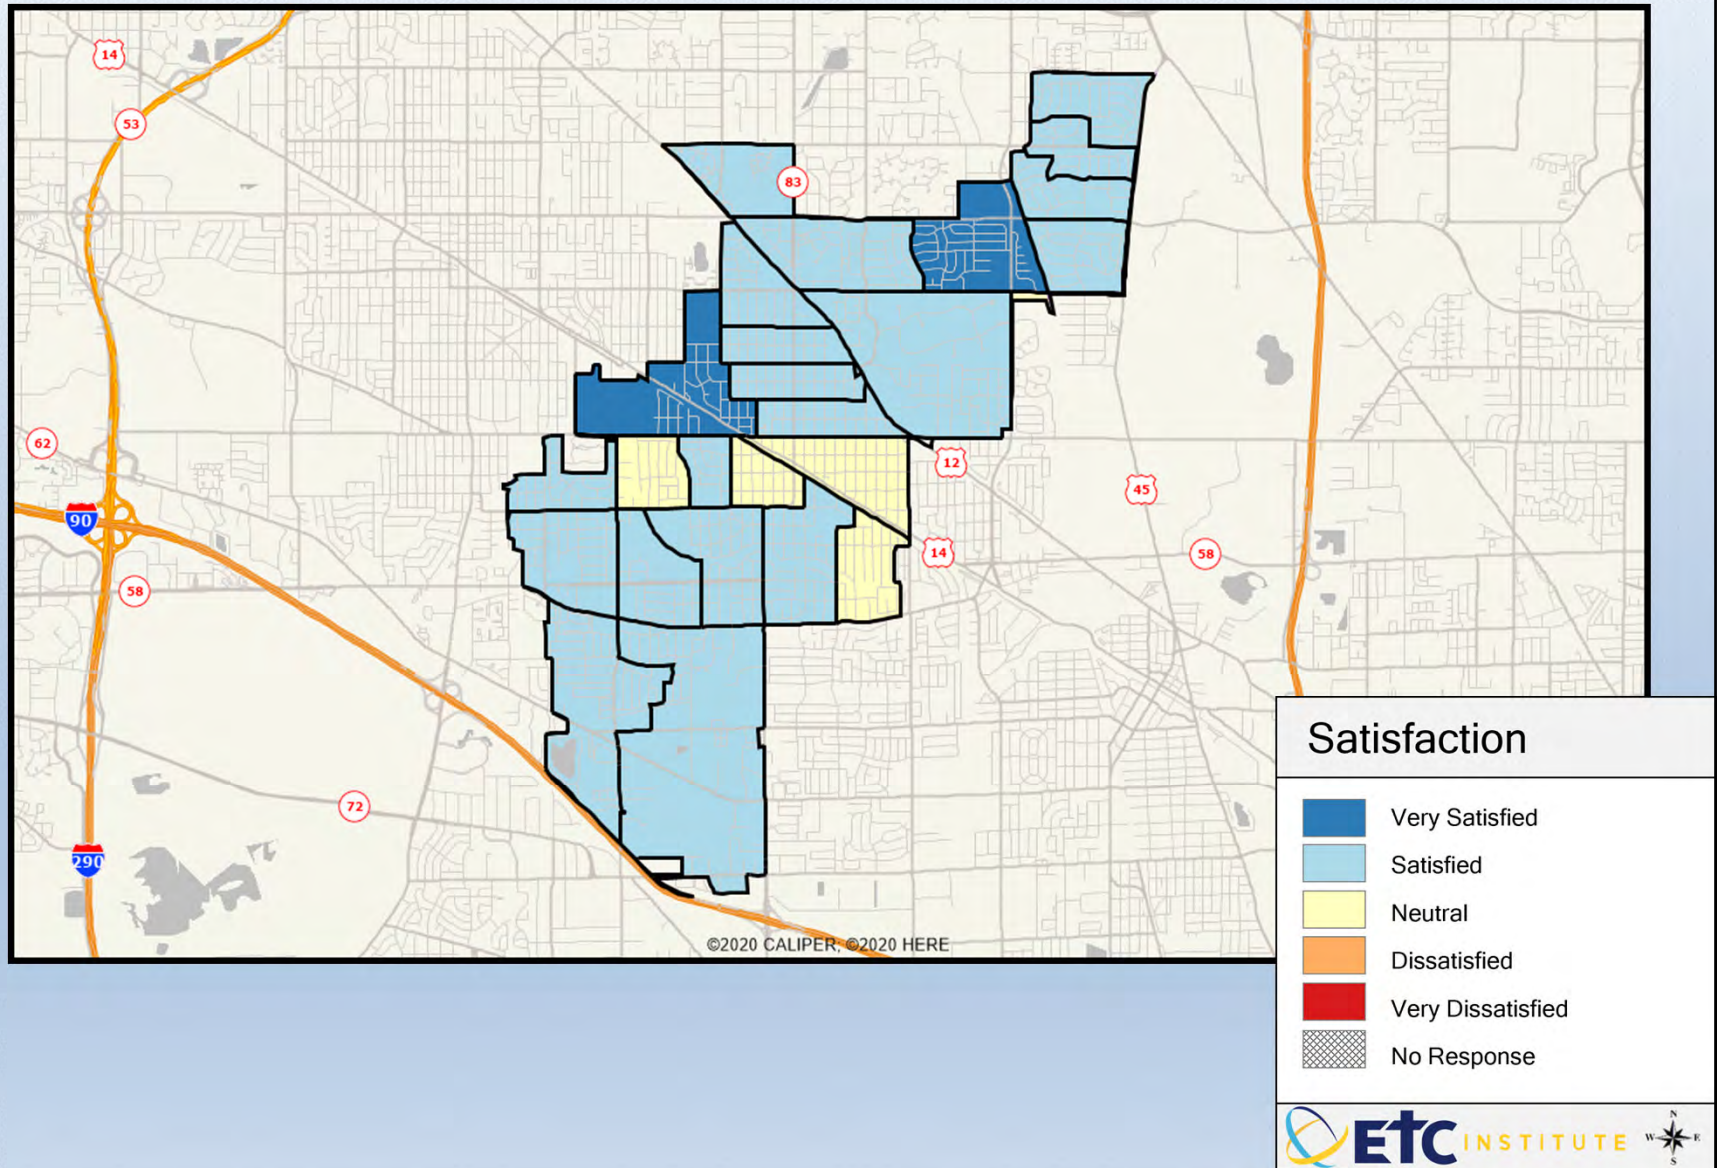 14
53
83
62
12
45
90
14
58
58
72
290
©2020 CALIPER; ©2020 HERE
Satisfaction
Very Satisfied
Satisfied
Neutral
Dissatisfied
Very Dissatisfied
No Response
ETC INSTITUTE
N
W E
S